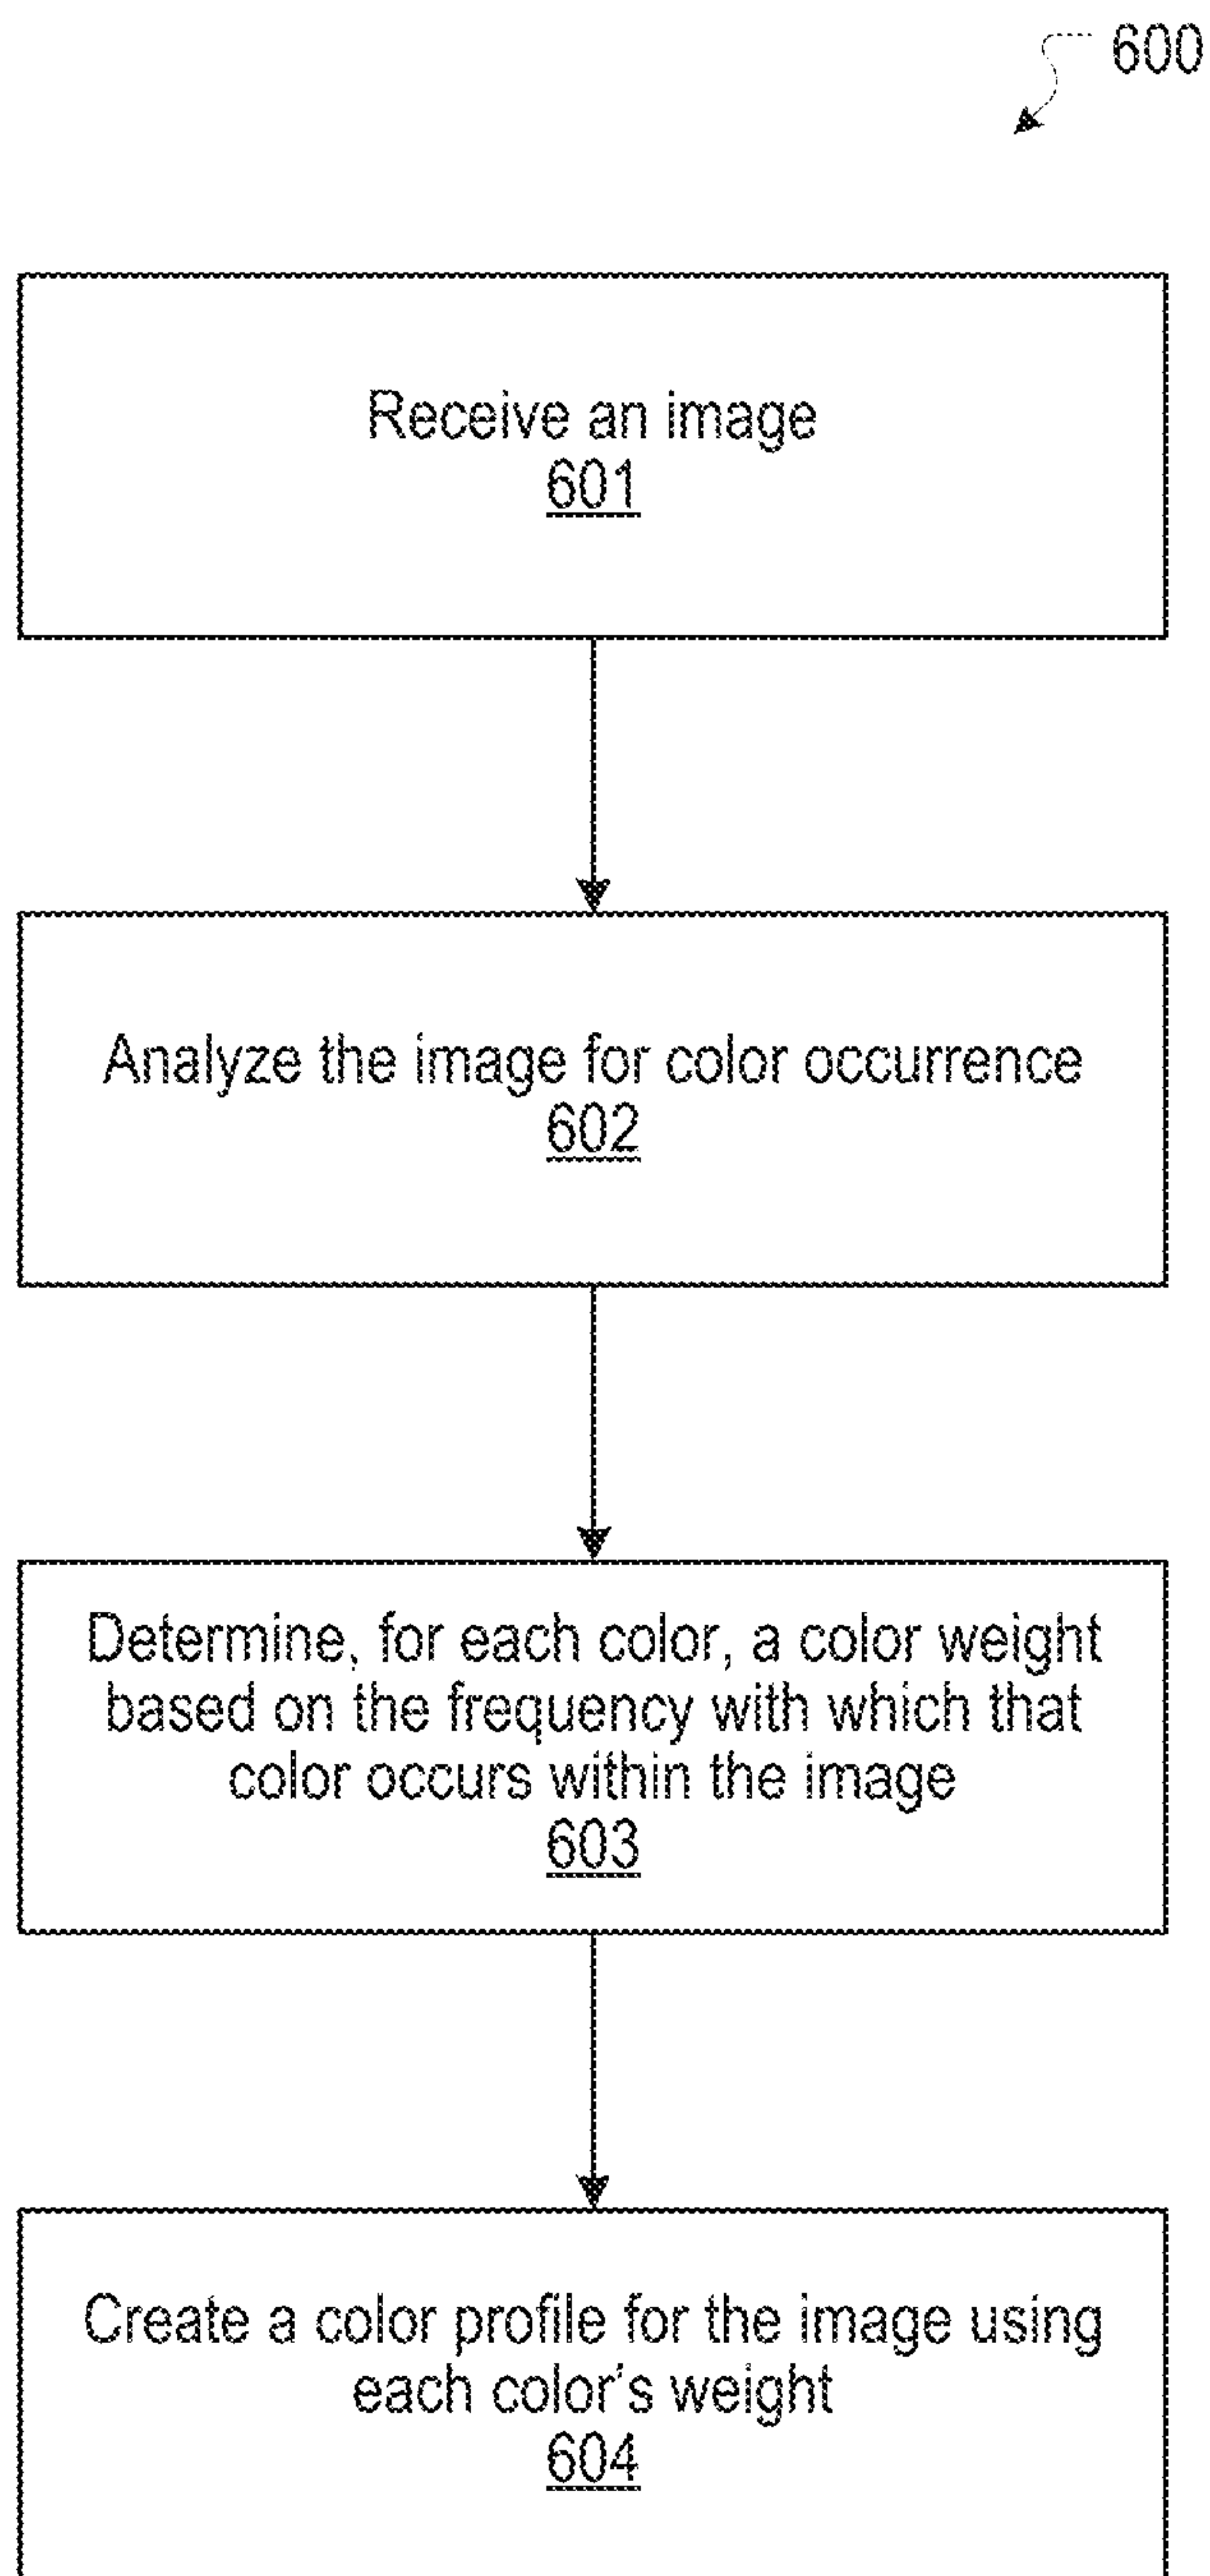 600
Receive an image
601
Analyze the image for color occurrence
602
Determine, for each color, a color weight
based on the frequency with which that
color occurs within the image
603
Create a color profile for the image using
each color's weight
604